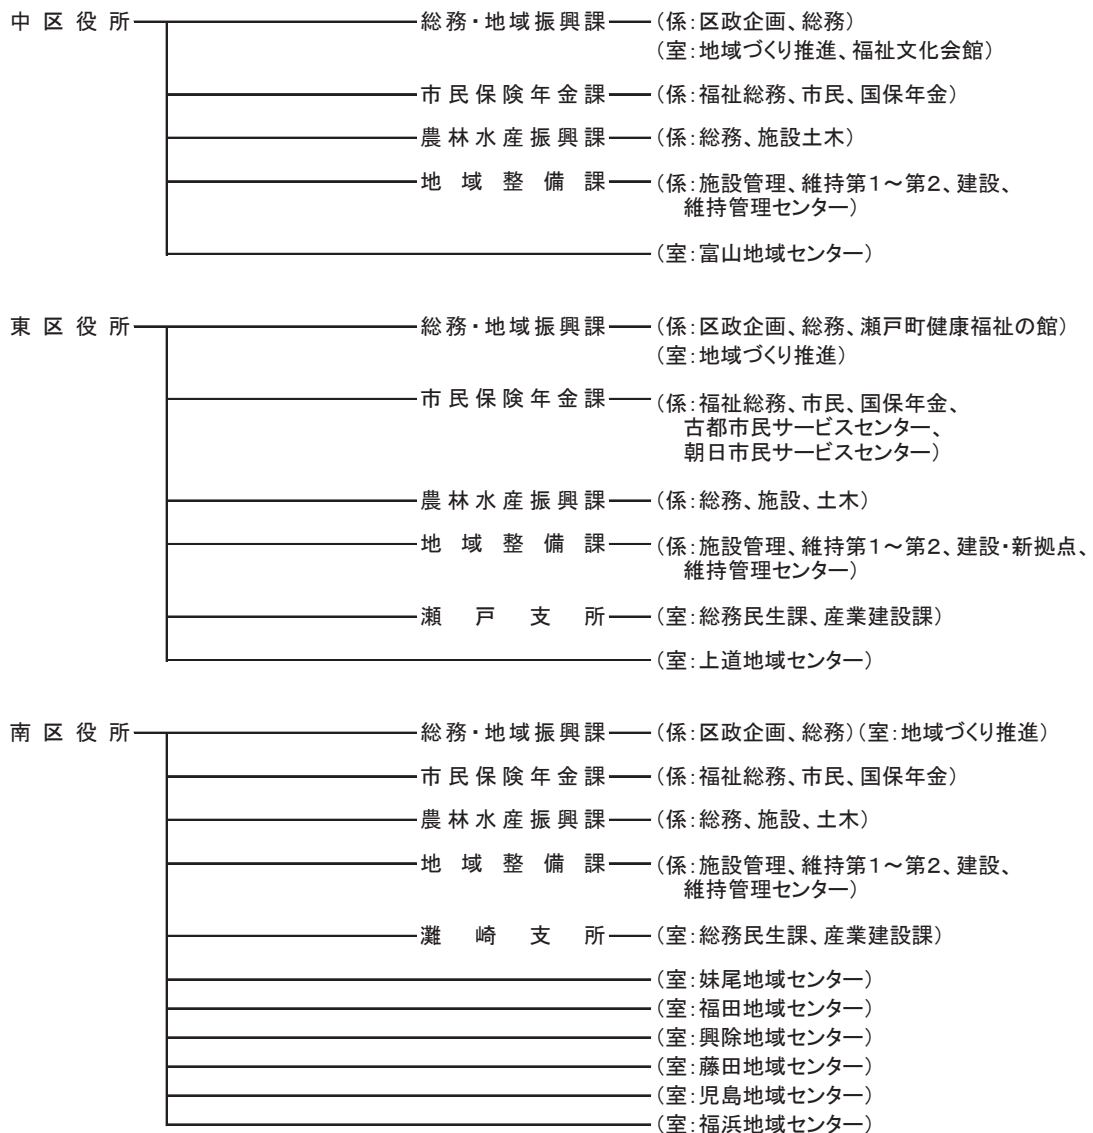 中区役所 総務・地域振興課 (係:区政企画、総務)
(室:地域づくり推進、福祉文化会館)
市民保険年金課 (係:福祉総務、市民、国保年金)
農林水産振興課 (係:総務、施設土木)
地域整備課 (係:施設管理、維持第1~第2、建設、
維持管理センター)
(室:富山地域センター)
東区役所 総務・地域振興課 (係:区政企画、総務、瀬戸町健康福祉の館)
(室:地域づくり推進)
市民保険年金課 (係:福祉総務、市民、国保年金、
古都市民サービスセンター、
朝日市民サービスセンター)
農林水産振興課 (係:総務、施設、土木)
地域整備課 (係:施設管理、維持第1~第2、建設・新拠点、
維持管理センター)
瀬戸支所 (室:総務民生課、産業建設課)
(室:上道地域センター)
南区役所 総務・地域振興課 (係:区政企画、総務)(室:地域づくり推進)
市民保険年金課 (係:福祉総務、市民、国保年金)
農林水産振興課 (係:総務、施設、土木)
地域整備課 (係:施設管理、維持第1~第2、建設、
維持管理センター)
灘崎支所 (室:総務民生課、産業建設課)
(室:妹尾地域センター)
(室:福田地域センター)
(室:興除地域センター)
(室:藤田地域センター)
(室:児島地域センター)
(室:福浜地域センター)